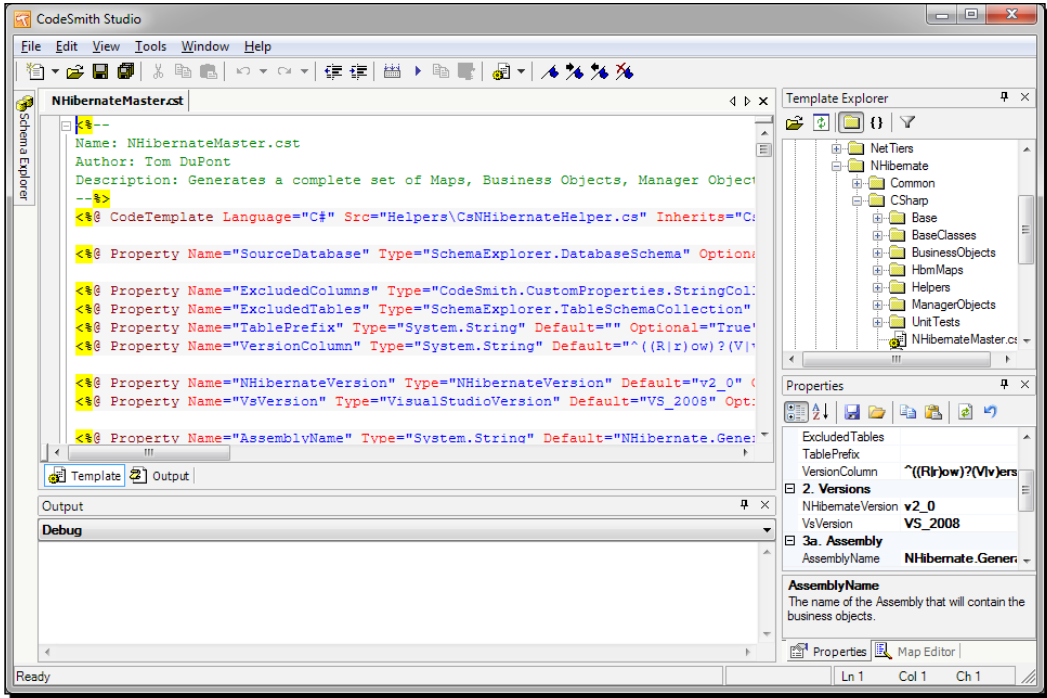 CodeSmith Studio
File Edit View Tools Window Help
Schema Explorer
NHibernateMaster.cst
<%--
Name: NHibernateMaster.cst
Author: Tom DuPont
Description: Generates a complete set of Maps, Business Objects, Manager Object
--%>
<%@ CodeTemplate Language="C#" Src="Helpers\CsNHibernateHelper.cs" Inherits="Cs
<%@ Property Name="SourceDatabase" Type="SchemaExplorer.DatabaseSchema" Optiona
<%@ Property Name="ExcludedColumns" Type="CodeSmith.CustomProperties.StringColl
<%@ Property Name="ExcludedTables" Type="SchemaExplorer.TableSchemaCollection"
<%@ Property Name="TablePrefix" Type="System.String" Default="" Optional="True"
<%@ Property Name="VersionColumn" Type="System.String" Default="^((R|r)ow)?(V|v
<%@ Property Name="NHibernateVersion" Type="NHibernateVersion" Default="v2_0" O
<%@ Property Name="VsVersion" Type="VisualStudioVersion" Default="VS_2008" Opti
<%@ Property Name="AssemblyName" Type="System.String" Default="NHibernate.Gener
Template Output
Output
Debug
Template Explorer
NetTiers
NHibernate
Common
CSharp
Base
BaseClasses
BusinessObjects
HbmMaps
Helpers
ManagerObjects
UnitTests
NHibernateMaster.cs
Properties
ExcludedTables
TablePrefix
VersionColumn ^((R|r)ow)?(V|v)ers
2. Versions
NHibernateVersion v2_0
VsVersion VS_2008
3a. Assembly
AssemblyName NHibernate.Genera
AssemblyName
The name of the Assembly that will contain the
business objects.
Properties Map Editor
Ready Ln 1 Col 1 Ch 1